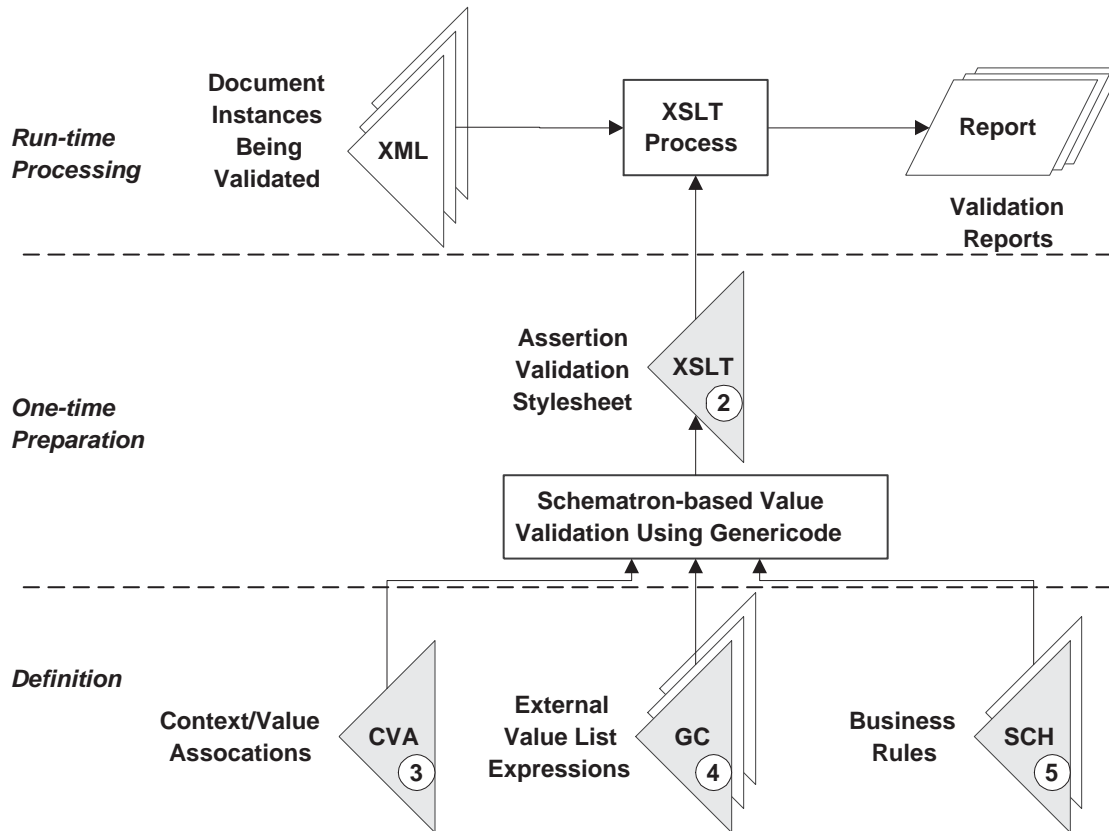 Run-time
Processing
Document
Instances
Being
Validated
XML
XSLT
Process
Report
Validation
Reports
One-time
Preparation
Assertion
Validation
Stylesheet
XSLT
2
Schematron-based Value
Validation Using Genericode
Definition
Context/Value
Assocations
CVA
3
External
Value List
Expressions
GC
4
Business
Rules
SCH
5